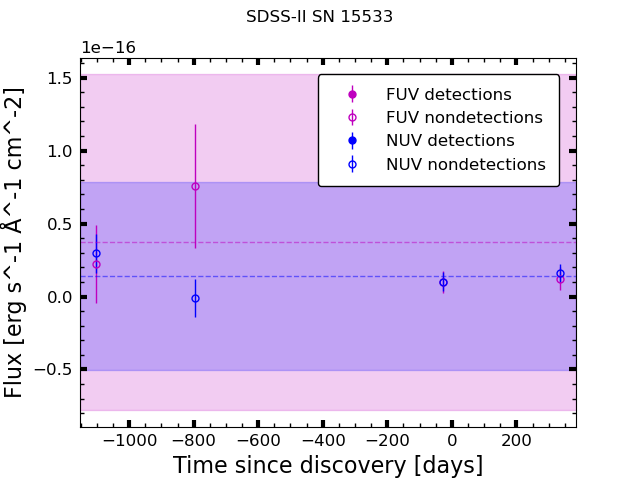 SDSS-II SN 15533
1e−16
1.5
1.0
0.5
0.0
−0.5
Flux [erg s^-1 Å^-1 cm^-2]
FUV detections
FUV nondetections
NUV detections
NUV nondetections
−1000 −800 −600 −400 −200 0 200
Time since discovery [days]